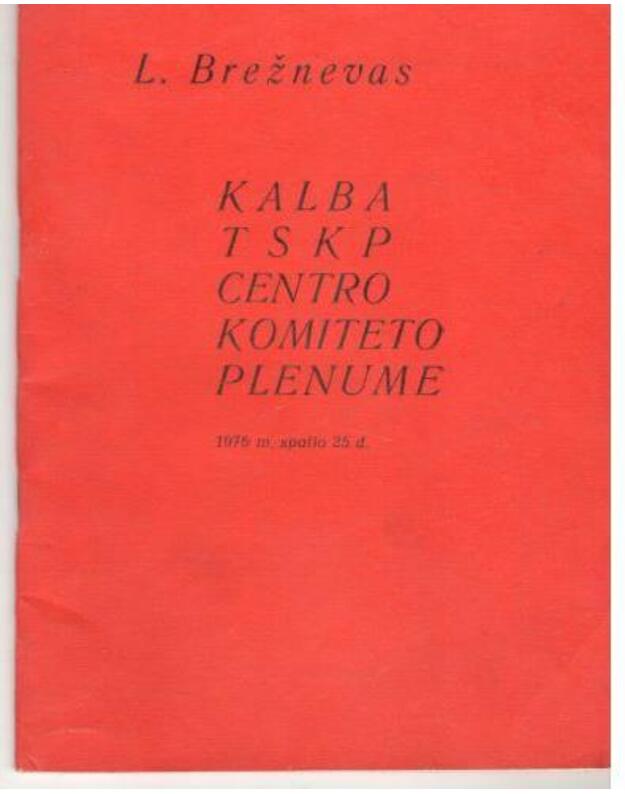 L. Brežnevas
KALBA
TSKP
CENTRO
KOMITETO
PLENUME
1976 m. spalio 25 d.